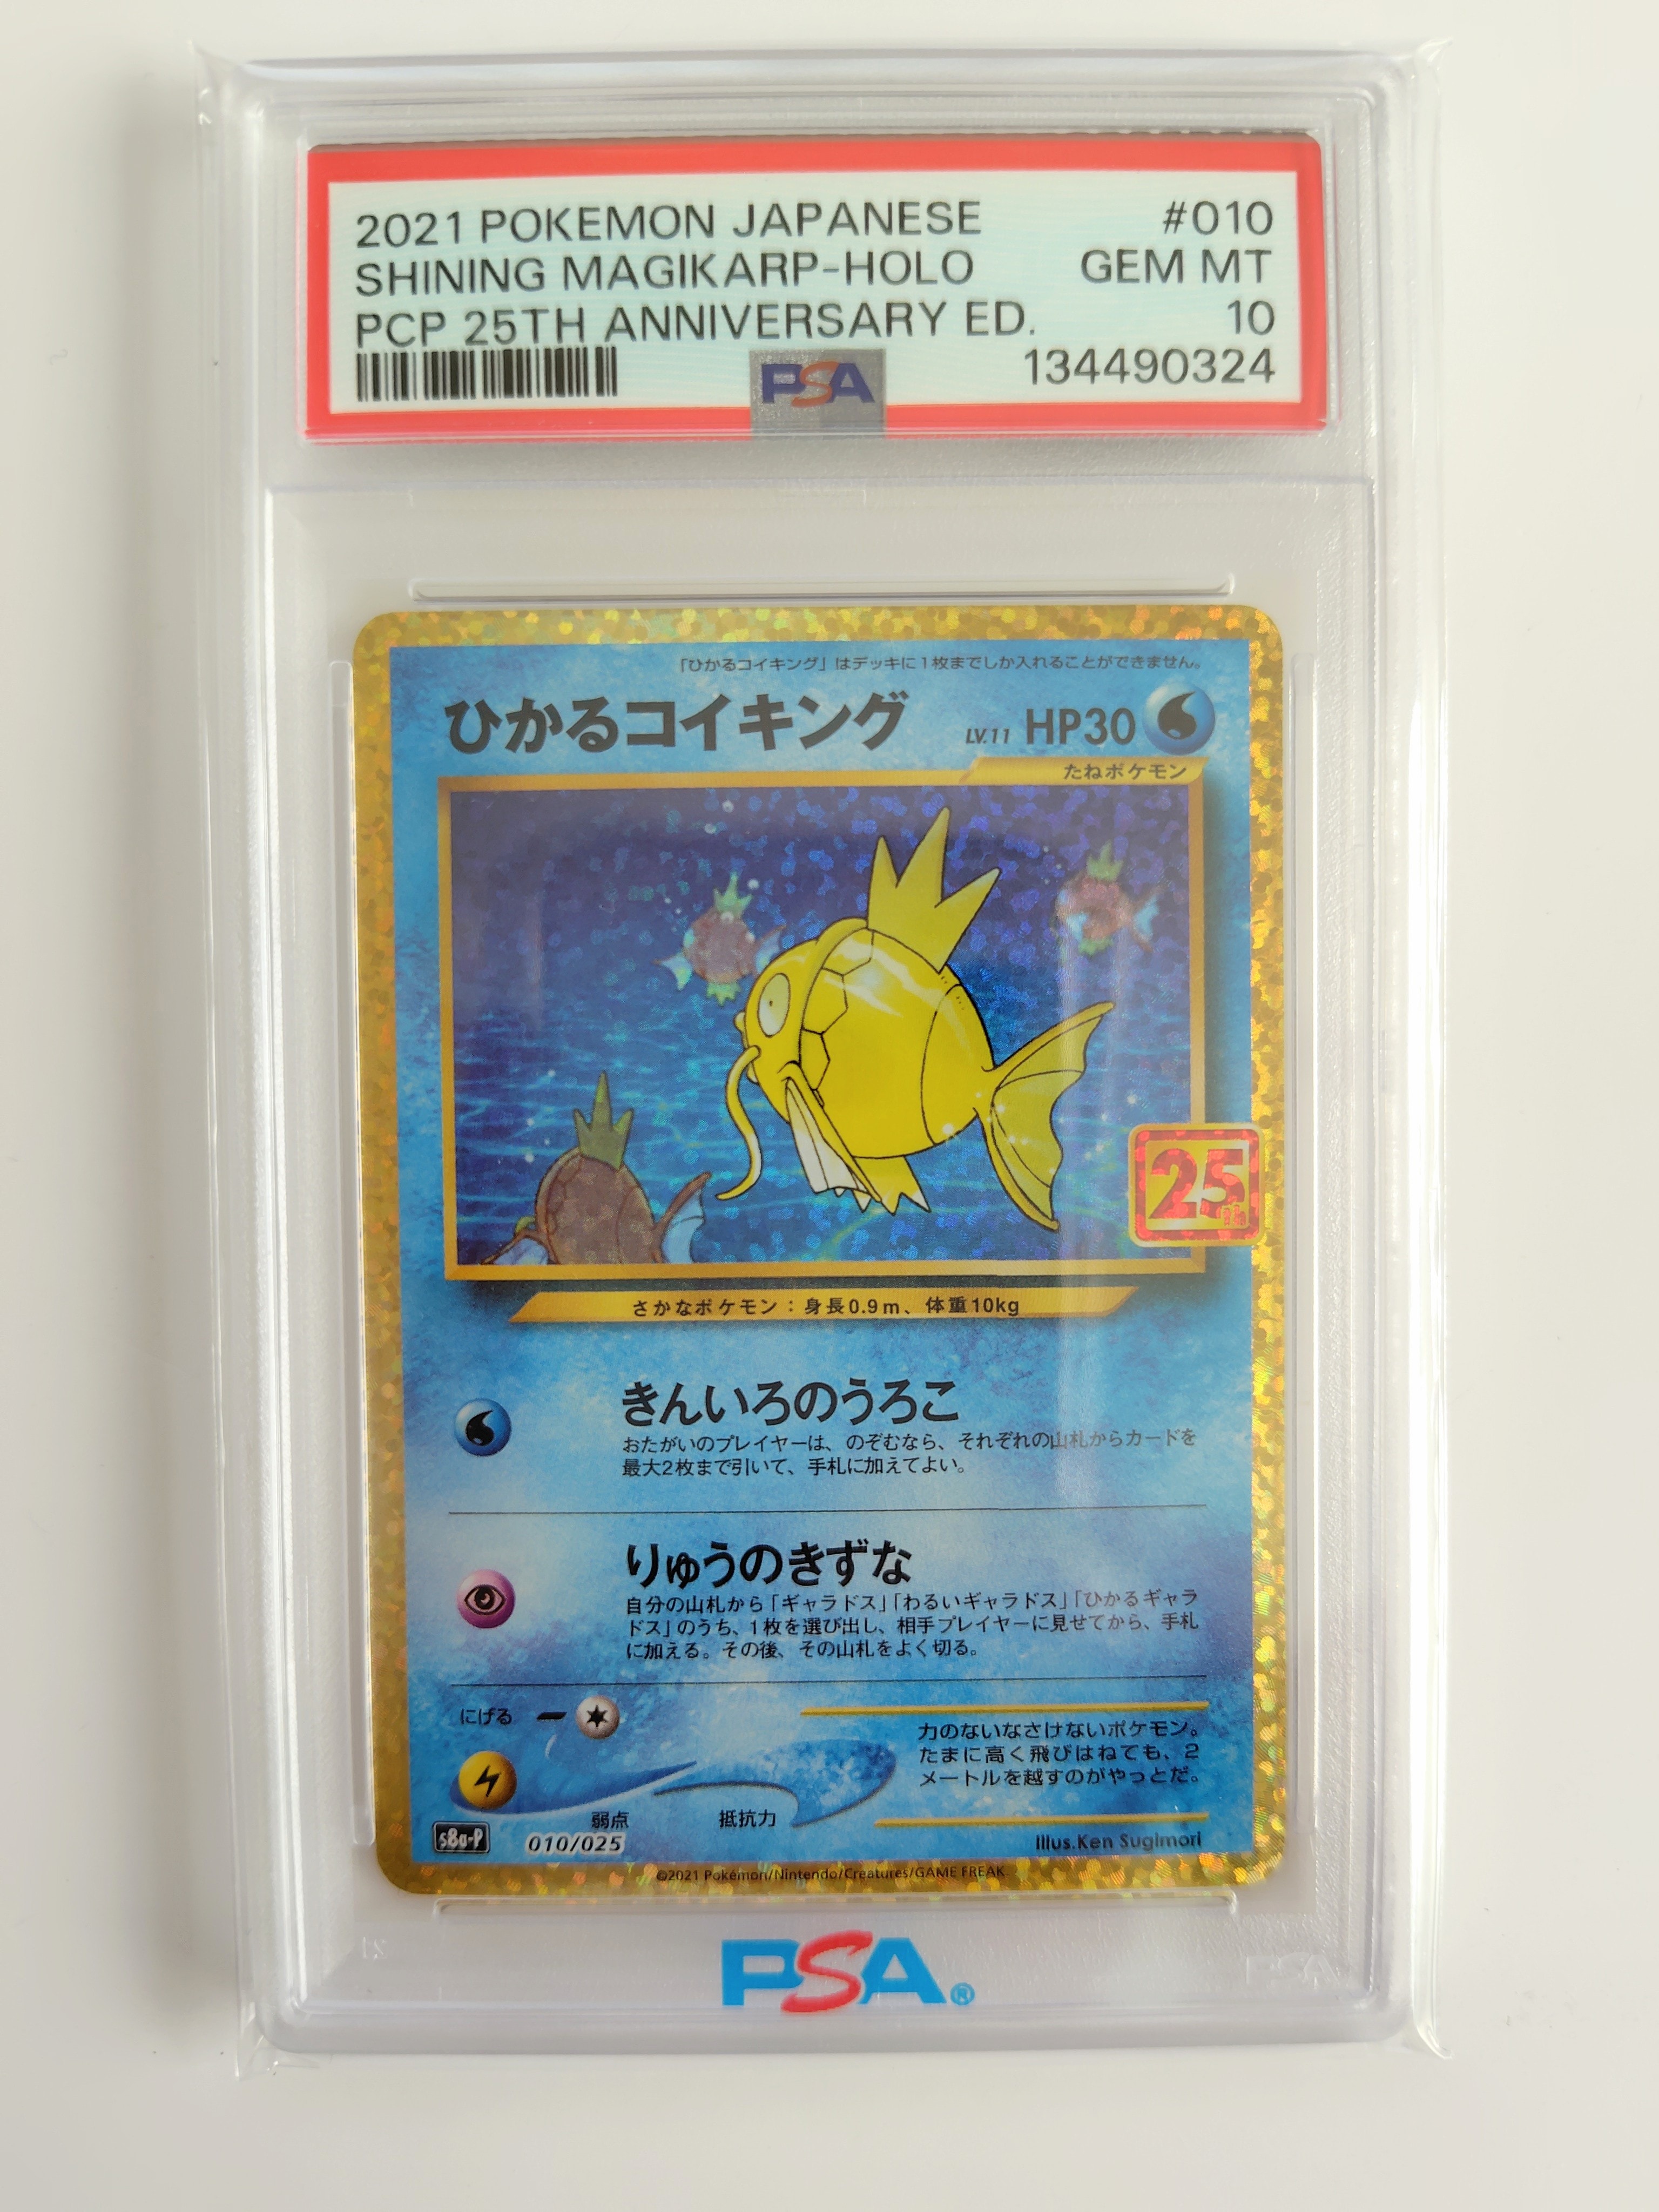 2021 POKEMON JAPANESE #010
SHINING MAGIKARP-HOLO GEM MT
PCP 25TH ANNIVERSARY ED. 10
PSA 134490324
「ひかるコイキング」はデッキに1枚までしか入れることができません。
ひかるコイキング LV.11 HP30
たねポケモン
25
さかなポケモン：身長0.9m、体重10kg
きんいろのうろこ
おたがいのプレイヤーは、のぞむなら、それぞれの山札からカードを
最大2枚まで引いて、手札に加えてよい。
りゅうのきずな
自分の山札から「ギャラドス」「わるいギャラドス」「ひかるギャラ
ドス」のうち、1枚を選び出し、相手プレイヤーに見せてから、手札
に加える。その後、その山札をよく切る。
にげる
力のないなさけないポケモン。
たまに高く飛びはねても、2
メートルを越すのがやっとだ。
弱点 抵抗力
s8a-P 010/025 Illus.Ken Sugimori
©2021 Pokémon/Nintendo/Creatures/GAME FREAK.
PSA®
PSA